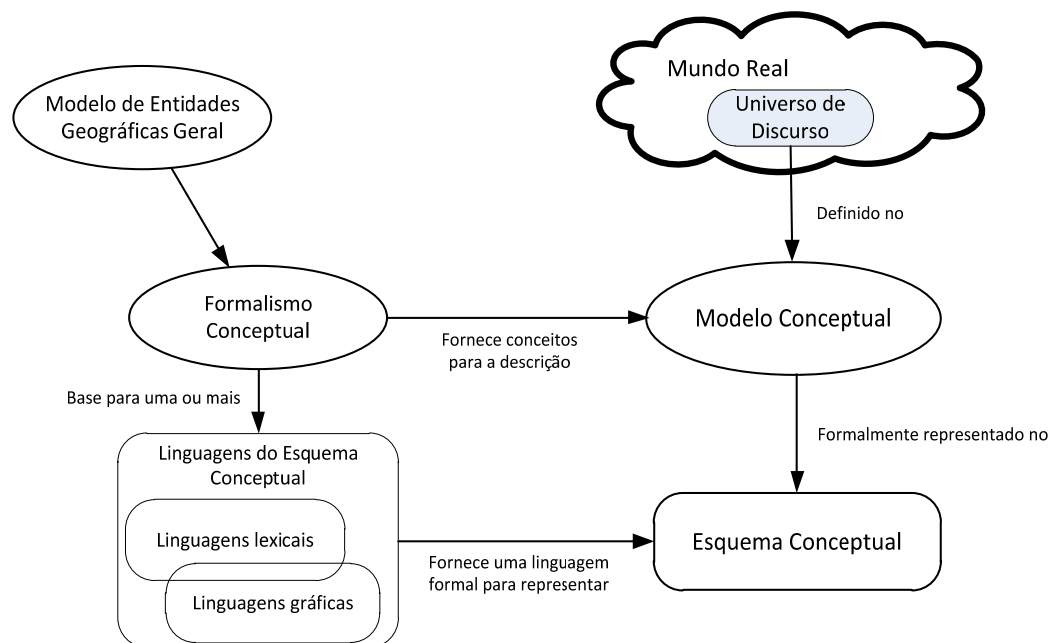 Modelo de Entidades
Geográficas Geral
Mundo Real
Universo de
Discurso
Definido no
Formalismo
Conceptual
Fornece conceitos
para a descrição
Modelo Conceptual
Base para uma ou mais
Formalmente representado no
Linguagens do Esquema
Conceptual
Linguagens lexicais
Linguagens gráficas
Fornece uma linguagem
formal para representar
Esquema Conceptual